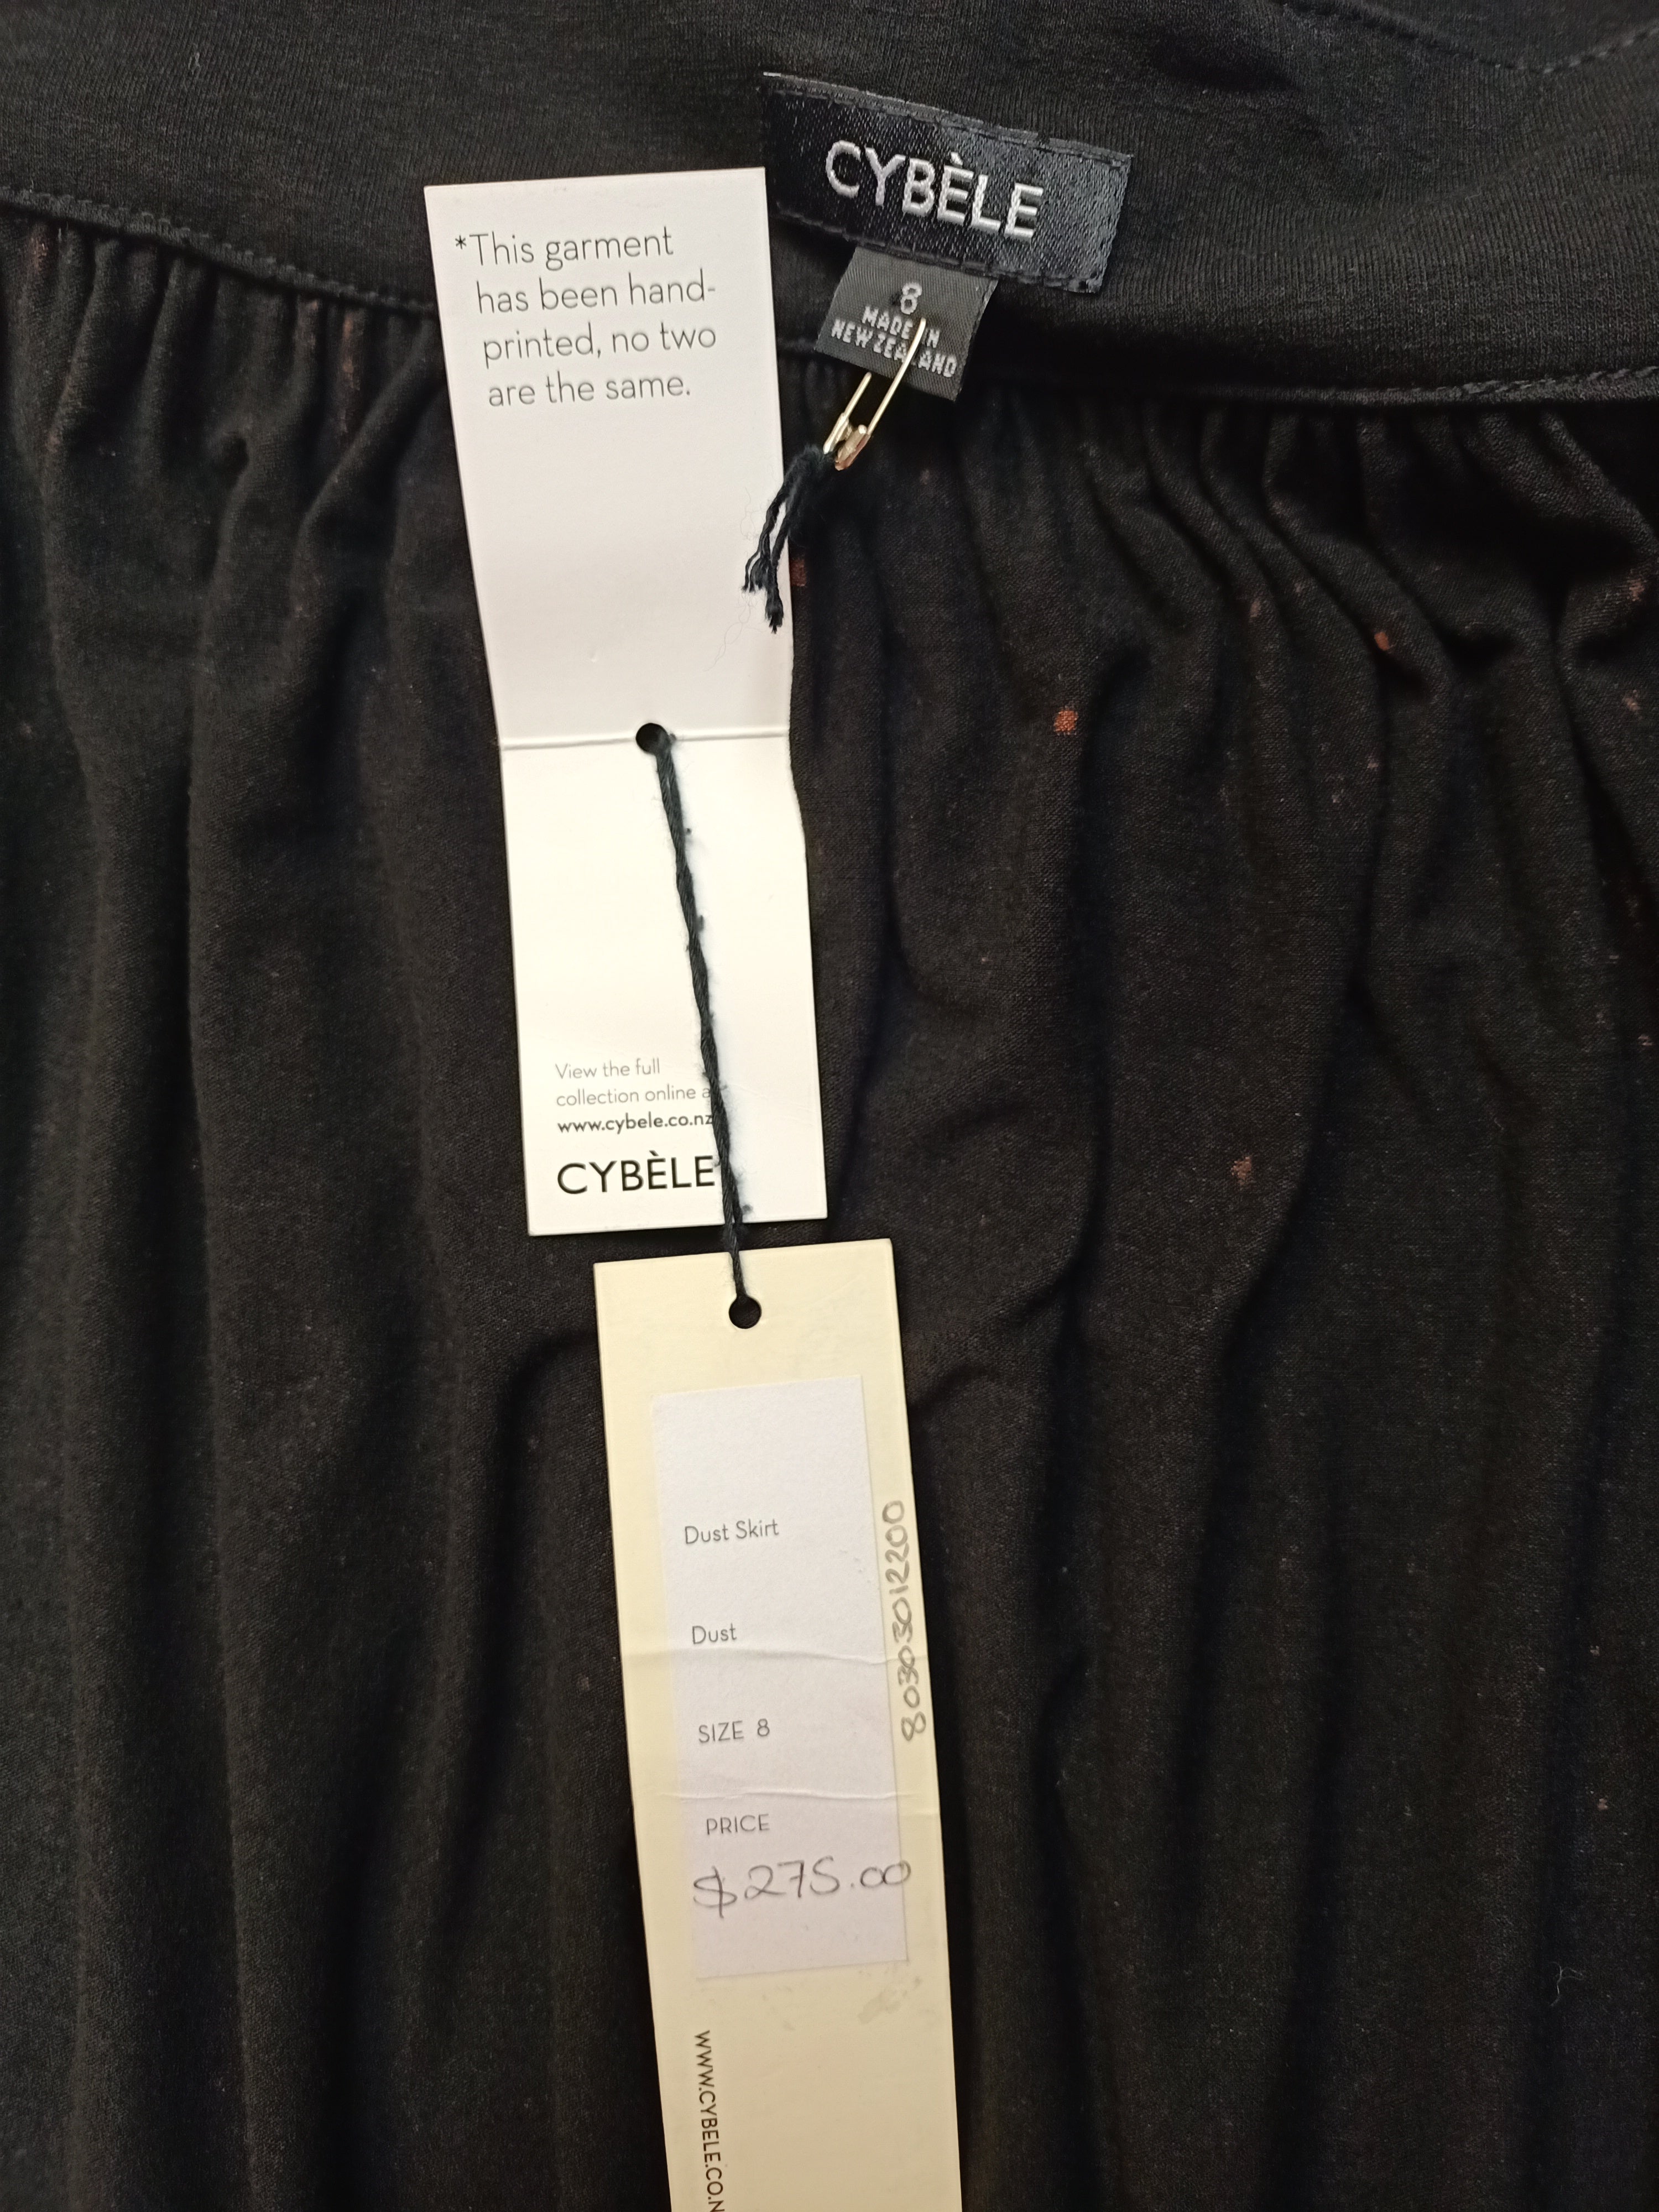 CYBÈLE
8
MADE IN
NEW ZEALAND
*This garment
has been hand-
printed, no two
are the same.
View the full
collection online
www.cybele.co.nz
CYBÈLE
Dust Skirt
Dust
SIZE 8
PRICE
$275.00
8030301220
WWW.CYBELE.CO.N